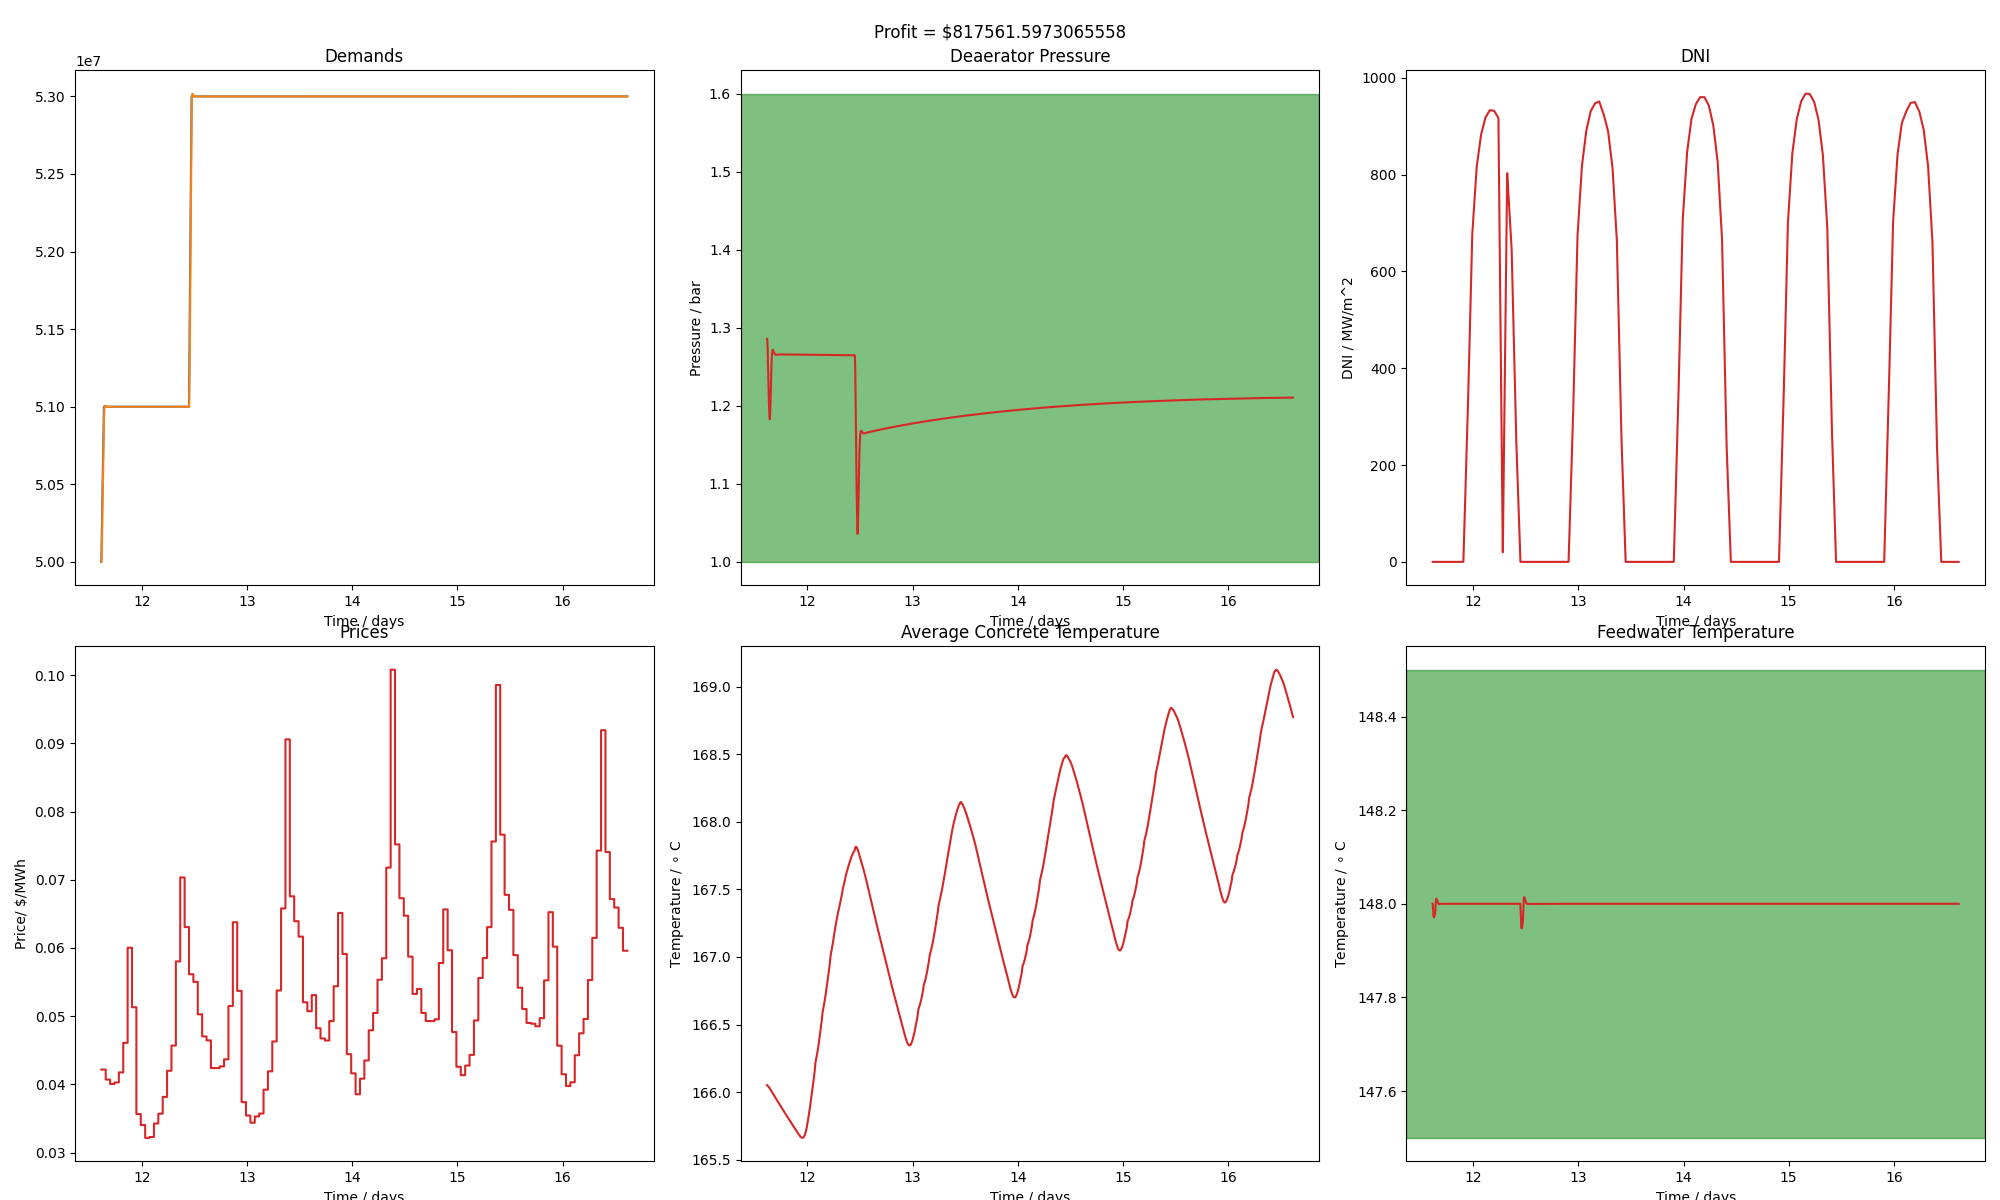 Profit = $817561.5973065558
Demands
1e7
5.30
5.25
5.20
5.15
5.10
5.05
5.00
12 13 14 15 16
Time / days
Deaerator Pressure
Pressure / bar
1.6
1.5
1.4
1.3
1.2
1.1
1.0
12 13 14 15 16
Time / days
DNI
DNI / MW/m^2
1000
800
600
400
200
0
12 13 14 15 16
Time / days
Prices
Price/ $/MWh
0.10
0.09
0.08
0.07
0.06
0.05
0.04
0.03
12 13 14 15 16
Time / days
Average Concrete Temperature
Temperature / ∘ C
169.0
168.5
168.0
167.5
167.0
166.5
166.0
165.5
12 13 14 15 16
Time / days
Feedwater Temperature
Temperature / ∘ C
148.4
148.2
148.0
147.8
147.6
12 13 14 15 16
Time / days